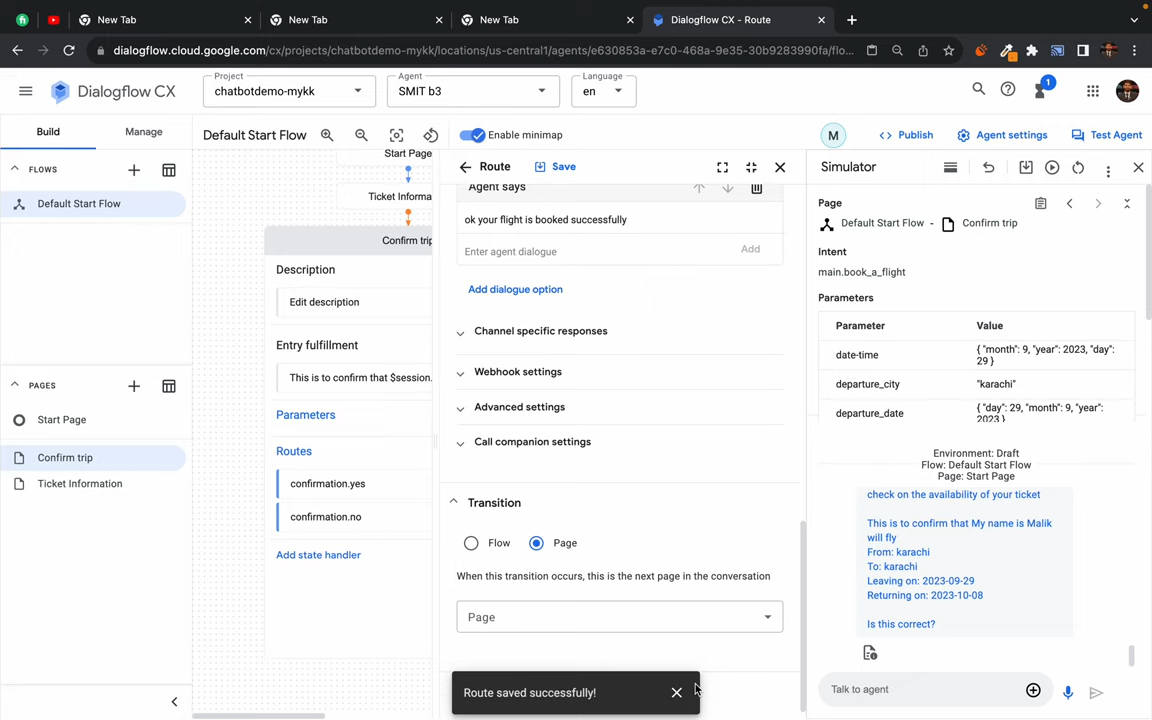 New Tab
New Tab
New Tab
Dialogflow CX - Route
dialogflow.cloud.google.com/cx/projects/chatbotdemo-mykk/locations/us-central1/agents/e630853a-e7c0-468a-9e35-30b9283990fa/flo...
Dialogflow CX
Project
chatbotdemo-mykk
Agent
SMIT b3
Language
en
1
Build
Manage
Default Start Flow
Enable minimap
M
Publish
Agent settings
Test Agent
FLOWS
Default Start Flow
PAGES
Start Page
Confirm trip
Ticket Information
Start Page
Ticket Informa
Confirm trip
Description
Edit description
Entry fulfillment
This is to confirm that $session.
Parameters
Routes
confirmation.yes
confirmation.no
Add state handler
Route
Save
Agent says
ok your flight is booked successfully
Enter agent dialogue
Add
Add dialogue option
Channel specific responses
Webhook settings
Advanced settings
Call companion settings
Transition
Flow
Page
When this transition occurs, this is the next page in the conversation
Page
Route saved successfully!
Simulator
Page
Default Start Flow - Confirm trip
Intent
main.book_a_flight
Parameters
Parameter Value
date-time { "month": 9, "year": 2023, "day":
29 }
departure_city "karachi"
departure_date { "day": 29, "month": 9, "year":
2023 }
Environment: Draft
Flow: Default Start Flow
Page: Start Page
check on the availability of your ticket
This is to confirm that My name is Malik
will fly
From: karachi
To: karachi
Leaving on: 2023-09-29
Returning on: 2023-10-08
Is this correct?
Talk to agent